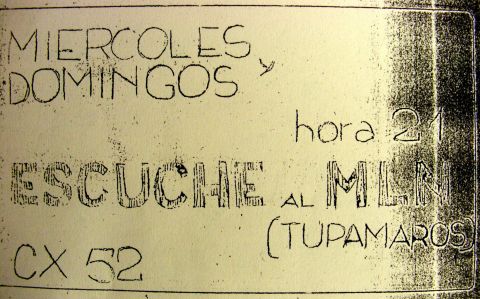 MIERCOLES y
DOMINGOS
hora 21
ESCUCHE AL MLN
(TUPAMAROS)
CX 52